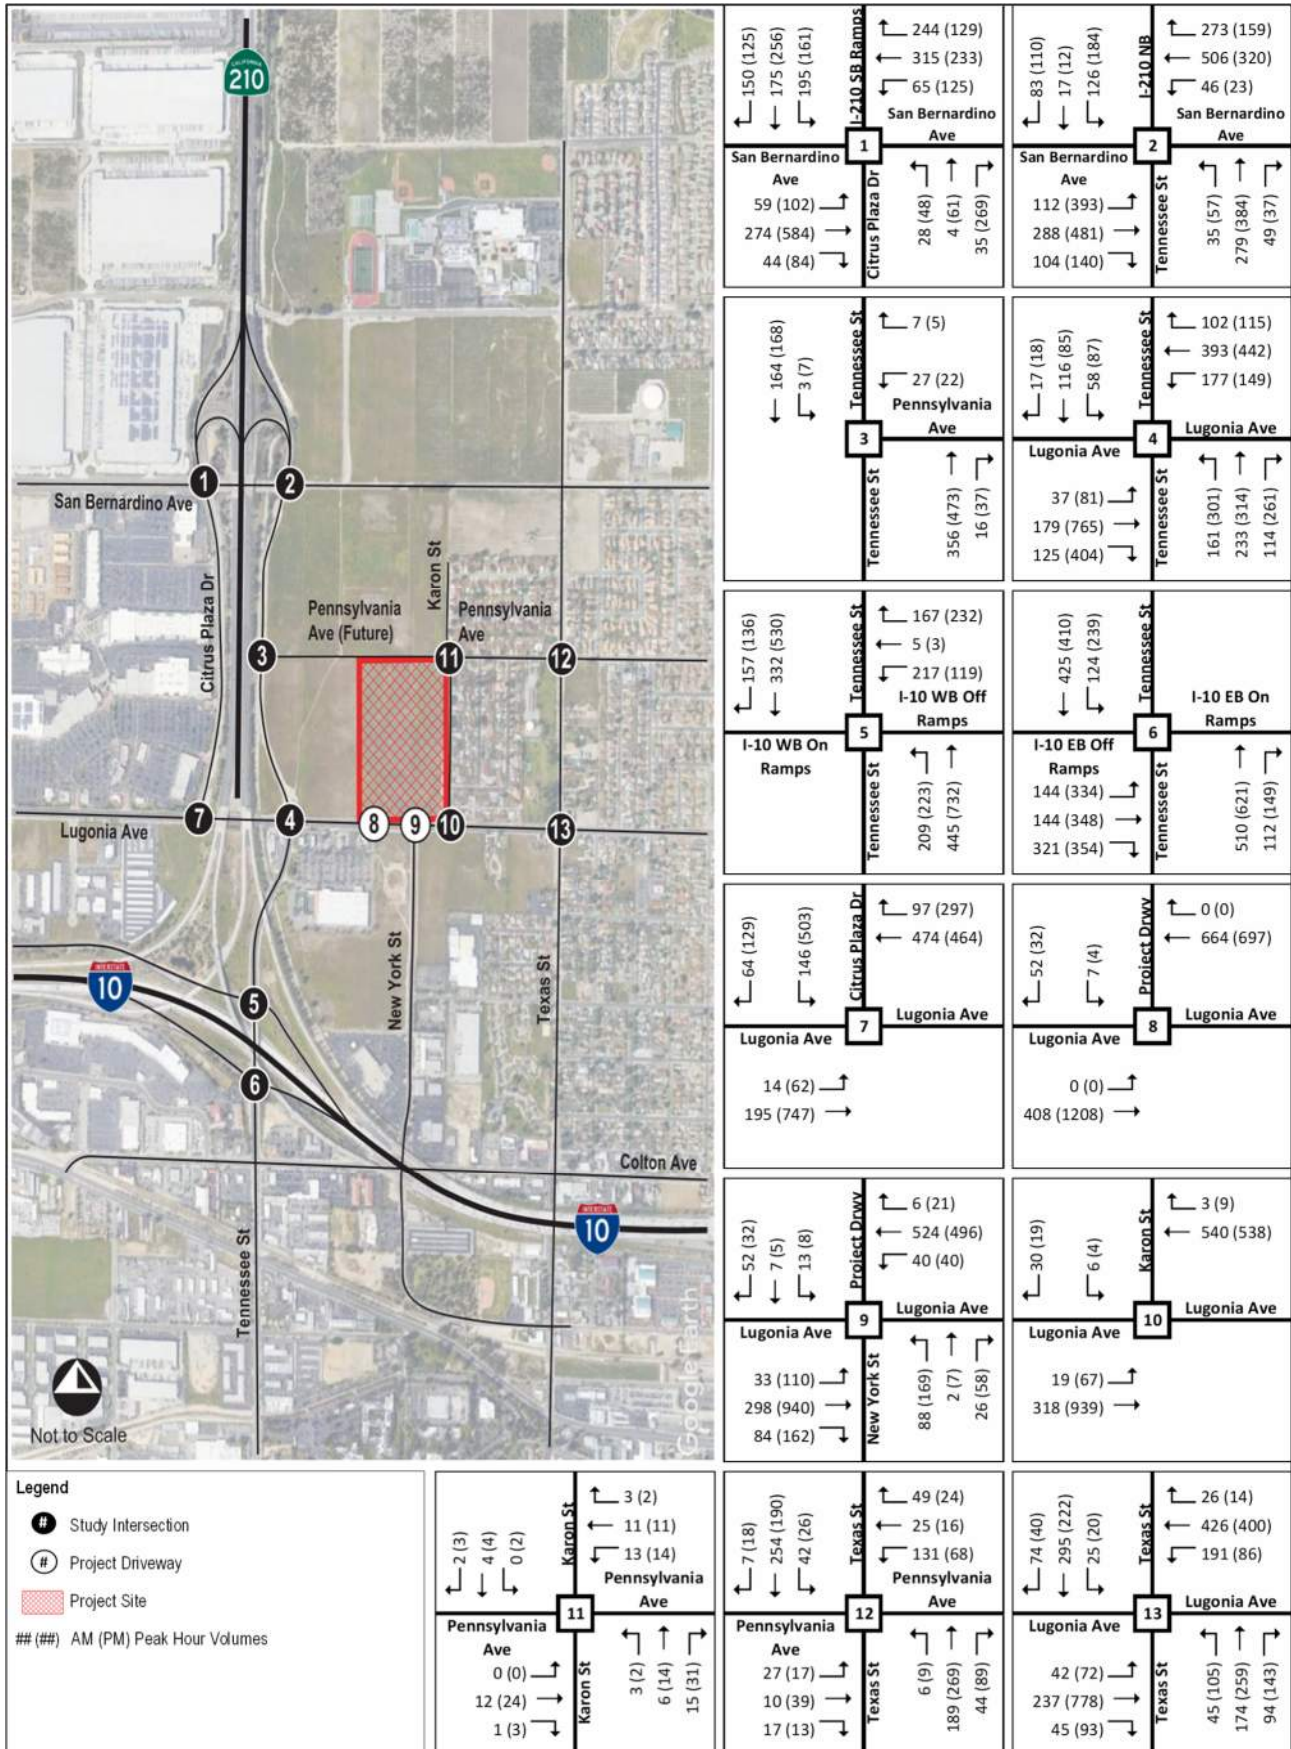 CALIFORNIA
210
1
2
San Bernardino Ave
Citrus Plaza Dr
Karon St
Pennsylvania
Ave (Future)
Pennsylvania
Ave
3
11
12
7
4
8
9
10
13
Lugonia Ave
New York St
Texas St
INTERSTATE
10
5
6
Colton Ave
INTERSTATE
10
Tennessee St
Not to Scale
Google Earth
150 (125)
175 (256)
195 (161)
I-210 SB Ramps
244 (129)
315 (233)
65 (125)
San Bernardino
Ave
1
San Bernardino
Ave
59 (102)
274 (584)
44 (84)
Citrus Plaza Dr
28 (48)
4 (61)
35 (269)
83 (110)
17 (12)
126 (184)
I-210 NB
273 (159)
506 (320)
46 (23)
San Bernardino
Ave
2
San Bernardino
Ave
112 (393)
288 (481)
104 (140)
Tennessee St
35 (57)
279 (384)
49 (37)
164 (168)
3 (7)
Tennessee St
7 (5)
27 (22)
Pennsylvania
Ave
3
Tennessee St
356 (473)
16 (37)
17 (18)
116 (85)
58 (87)
Tennessee St
102 (115)
393 (442)
177 (149)
Lugonia Ave
4
Lugonia Ave
37 (81)
179 (765)
125 (404)
Tennessee St
161 (301)
233 (314)
114 (261)
157 (136)
332 (530)
Tennessee St
167 (232)
5 (3)
217 (119)
I-10 WB Off
Ramps
5
I-10 WB On
Ramps
Tennessee St
209 (223)
445 (732)
425 (410)
124 (239)
Tennessee St
I-10 EB On
Ramps
6
I-10 EB Off
Ramps
144 (334)
144 (348)
321 (354)
Tennessee St
510 (621)
112 (149)
64 (129)
146 (503)
Citrus Plaza Dr
97 (297)
474 (464)
Lugonia Ave
7
Lugonia Ave
14 (62)
195 (747)
52 (32)
7 (4)
Project Drwy
0 (0)
664 (697)
Lugonia Ave
8
Lugonia Ave
0 (0)
408 (1208)
52 (32)
7 (5)
13 (8)
Project Drwy
6 (21)
524 (496)
40 (40)
Lugonia Ave
9
Lugonia Ave
33 (110)
298 (940)
84 (162)
New York St
88 (169)
2 (7)
26 (58)
30 (19)
6 (4)
Karon St
3 (9)
540 (538)
Lugonia Ave
10
Lugonia Ave
19 (67)
318 (939)
Legend
# Study Intersection
# Project Driveway
Project Site
## (##) AM (PM) Peak Hour Volumes
2 (3)
4 (4)
0 (2)
Karon St
3 (2)
11 (11)
13 (14)
Pennsylvania
Ave
11
Pennsylvania
Ave
0 (0)
12 (24)
1 (3)
Karon St
3 (2)
6 (14)
15 (31)
7 (18)
254 (190)
42 (26)
Texas St
49 (24)
25 (16)
131 (68)
Pennsylvania
Ave
12
Pennsylvania
Ave
27 (17)
10 (39)
17 (13)
Texas St
6 (9)
189 (269)
44 (89)
74 (40)
295 (222)
25 (20)
Texas St
26 (14)
426 (400)
191 (86)
Lugonia Ave
13
Lugonia Ave
42 (72)
237 (778)
45 (93)
Texas St
45 (105)
174 (259)
94 (143)